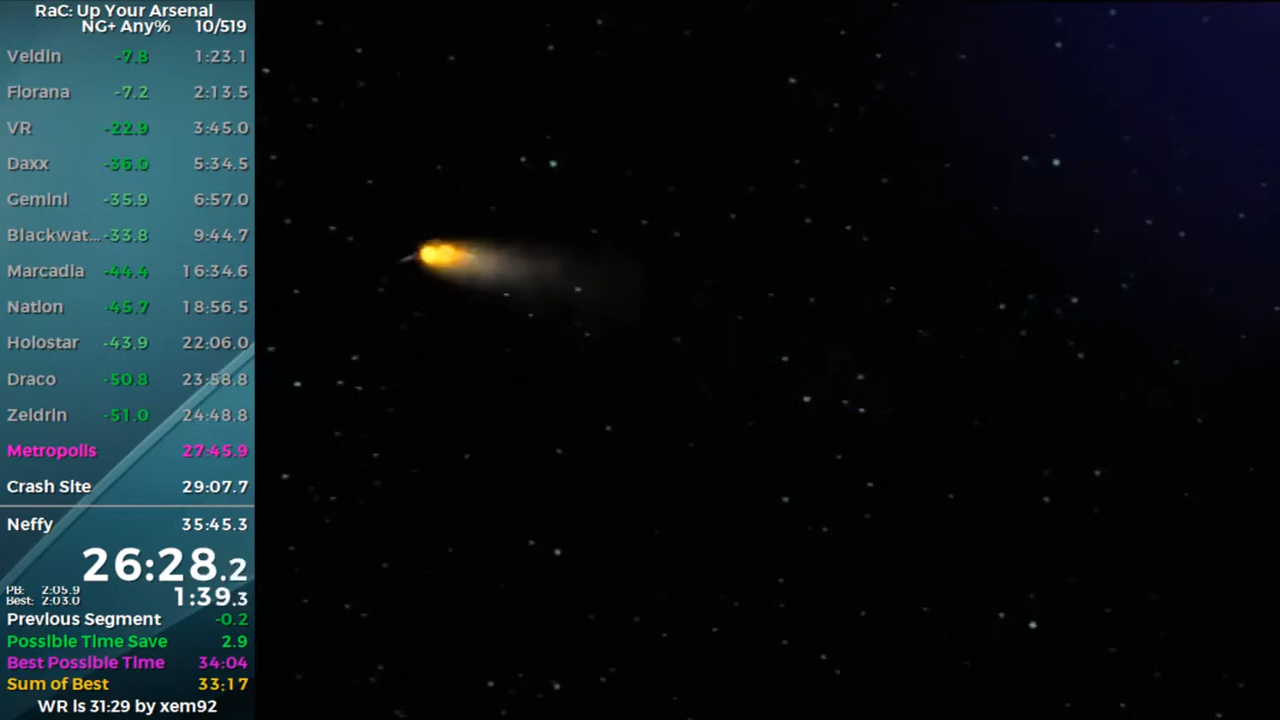 RaC: Up Your Arsenal
NG+ Any% 10/519
Veldin -7.8 1:23.1
Florana -7.2 2:13.5
VR -22.9 3:45.0
Daxx -36.0 5:34.5
Gemini -35.9 6:57.0
Blackwat... -33.8 9:44.7
Marcadia -44.4 16:34.6
Nation -45.7 18:56.5
Holostar -43.9 22:06.0
Draco -50.8 23:58.8
Zeldrin -51.0 24:48.8
Metropolis 27:45.9
Crash Site 29:07.7
Neffy 35:45.3
26:28.2
PB: 2:05.9
Best: 2:03.0
1:39.3
Previous Segment -0.2
Possible Time Save 2.9
Best Possible Time 34:04
Sum of Best 33:17
WR is 31:29 by xem92